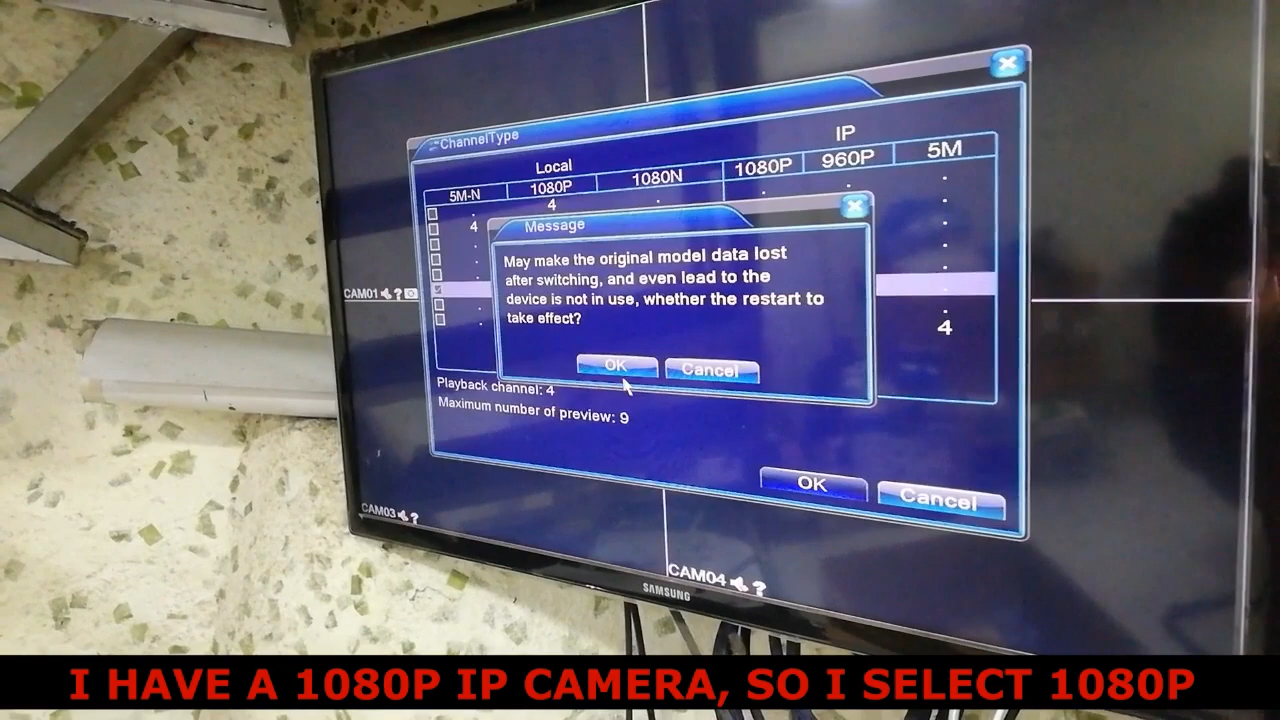 ChannelType
Local
IP
5M-N
1080P
1080N
1080P
960P
5M
4
4
Message
May make the original model data lost
after switching, and even lead to the
device is not in use, whether the restart to
take effect?
OK
Cancel
4
CAM01
?
Playback channel: 4
Maximum number of preview: 9
OK
Cancel
CAM03
?
CAM04
?
SAMSUNG
I HAVE A 1080P IP CAMERA, SO I SELECT 1080P